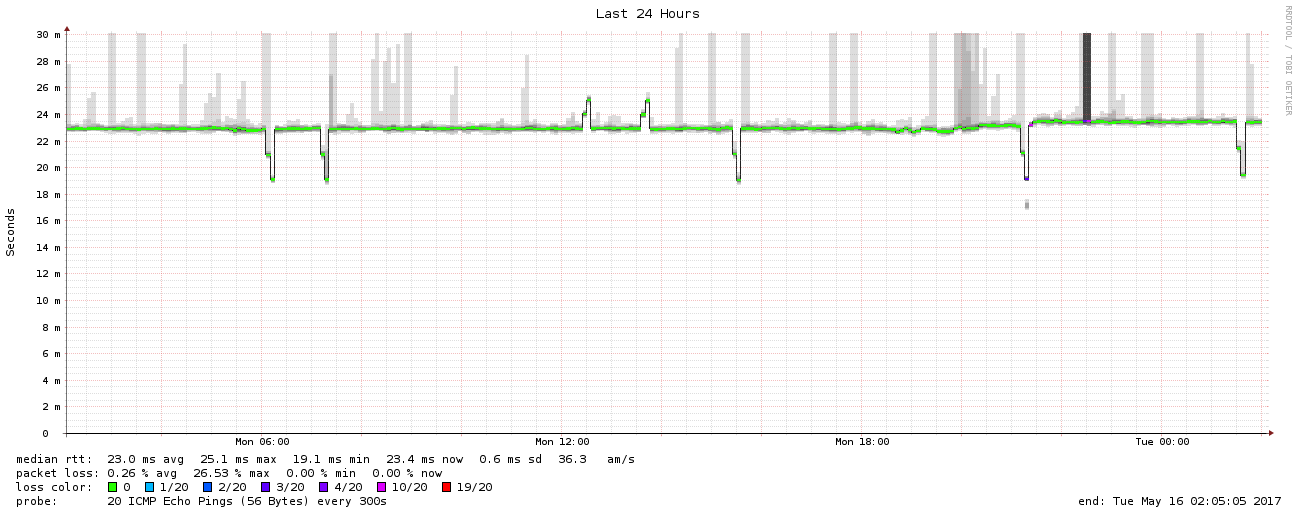 Last 24 Hours
RRDTOOL / TOBI OETIKER
30 m
28 m
26 m
24 m
22 m
20 m
18 m
16 m
14 m
12 m
10 m
8 m
6 m
4 m
2 m
0
Seconds
Mon 06:00 Mon 12:00 Mon 18:00 Tue 00:00
median rtt: 23.0 ms avg 25.1 ms max 19.1 ms min 23.4 ms now 0.6 ms sd 36.3 am/s
packet loss: 0.26 % avg 26.53 % max 0.00 % min 0.00 % now
loss color: 0 1/20 2/20 3/20 4/20 10/20 19/20
probe: 20 ICMP Echo Pings (56 Bytes) every 300s end: Tue May 16 02:05:05 2017